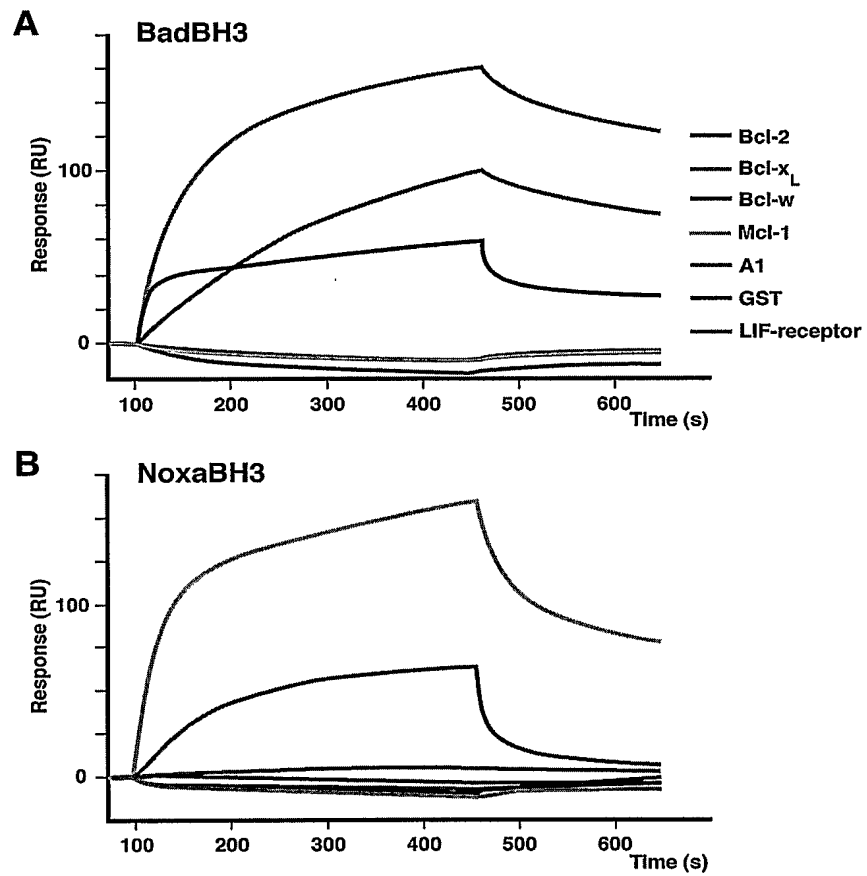 A
BadBH3
Response (RU)
100
0
100 200 300 400 500 600
Time (s)
Bcl-2
Bcl-xL
Bcl-w
Mcl-1
A1
GST
LIF-receptor
B
NoxaBH3
Response (RU)
100
0
100 200 300 400 500 600
Time (s)